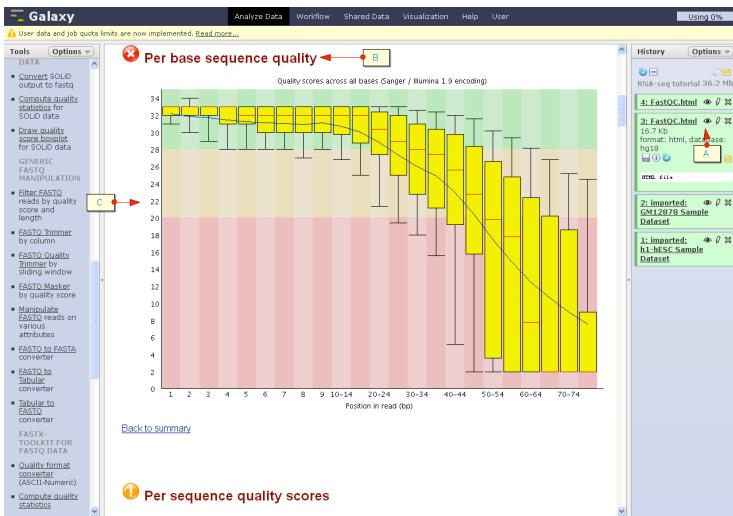 Galaxy
Analyze Data Workflow Shared Data Visualization Help User
Using 0%
User data and job quota limits are now implemented. Read more...
Tools Options
DATA
Convert SOLiD
output to fastq
Compute quality
statistics for
SOLiD data
Draw quality
score boxplot
for SOLiD data
GENERIC
FASTQ
MANIPULATION
Filter FASTQ
reads by quality
score and
length
FASTQ Trimmer
by column
FASTQ Quality
Trimmer by
sliding window
FASTQ Masker
by quality score
Manipulate
FASTQ reads on
various
attributes
FASTQ to FASTA
converter
FASTQ to
Tabular
converter
Tabular to
FASTQ
converter
FASTX-
TOOLKIT FOR
FASTQ DATA
Quality format
converter
(ASCII-Numeric)
Compute quality
statistics
C
Per base sequence quality
B
Quality scores across all bases (Sanger / Illumina 1.9 encoding)
34
32
30
28
26
24
22
20
18
16
14
12
10
8
6
4
2
0
1 2 3 4 5 6 7 8 9 10-14 20-24 30-34 40-44 50-54 60-64 70-74
Position in read (bp)
Back to summary
Per sequence quality scores
History Options
RNA-seq tutorial 36.2 Mb
4: FastQC.html
3: FastQC.html
16.7 Kb
format: html, database:
hg18
A
HTML file
2: imported:
GM12878 Sample
Dataset
1: imported:
h1-hESC Sample
Dataset